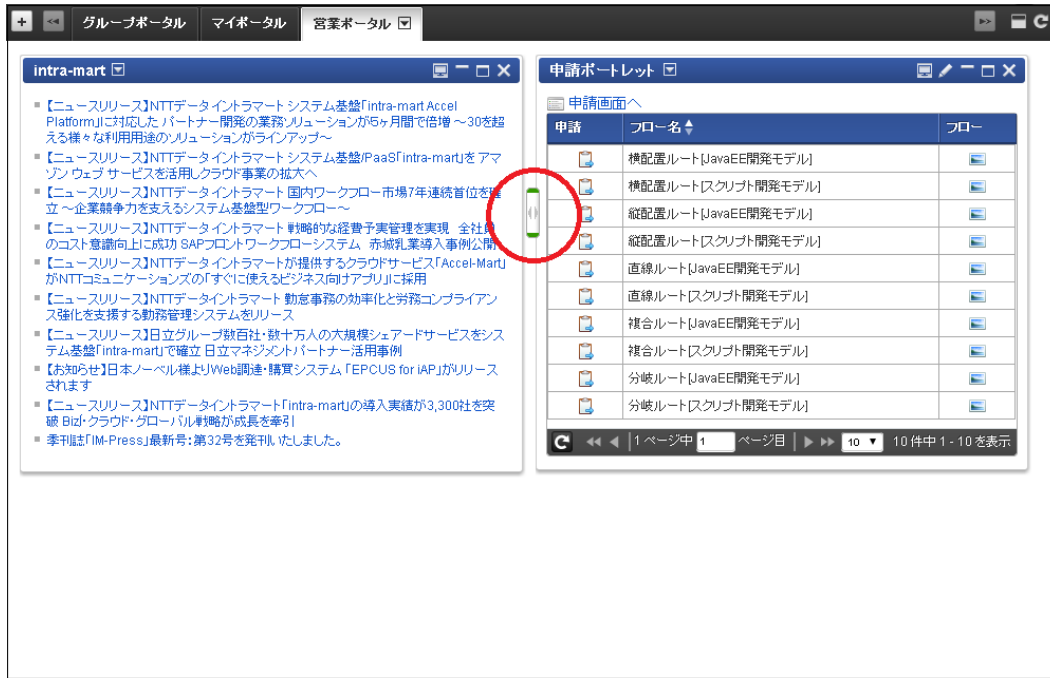 グループポータル マイポータル 営業ポータル
intra-mart
【ニュースリリース】NTTデータイントラマート システム基盤「intra-mart Accel
Platform」に対応した パートナー開発の業務ソリューションが5ヶ月間で倍増 ～30を超
える様々な利用用途のソリューションがラインアップ～
【ニュースリリース】NTTデータイントラマート システム基盤/PaaS「intra-mart」を アマ
ゾン ウェブ サービスを活用しクラウド事業の拡大へ
【ニュースリリース】NTTデータイントラマート 国内ワークフロー市場7年連続首位を確
立 ～企業競争力を支えるシステム基盤型ワークフロー～
【ニュースリリース】NTTデータイントラマート 戦略的な経費予実管理を実現 全社員
のコスト意識向上に成功 SAPフロントワークフローシステム 赤城乳業導入事例公開
【ニュースリリース】NTTデータイントラマートが提供するクラウドサービス「Accel-Mart」
がNTTコミュニケーションズの「すぐに使えるビジネス向けアプリ」に採用
【ニュースリリース】NTTデータイントラマート 勤怠事務の効率化と労務コンプライアン
ス強化を支援する勤務管理システムをリリース
【ニュースリリース】日立グループ数百社・数十万人の大規模シェアードサービスをシス
テム基盤「intra-mart」で確立 日立マネジメントパートナー活用事例
【お知らせ】日本ノーベル様よりWeb調達・購買システム 「EPCUS for iAP」がリリース
されます
【ニュースリリース】NTTデータイントラマート「intra-mart」の導入実績が3,300社を突
破 Biz∫・クラウド・グローバル戦略が成長を牽引
季刊誌「IM-Press」最新号：第32号を発刊いたしました。
申請ポートレット
申請画面へ
申請 フロー名 フロー
横配置ルート[JavaEE開発モデル]
横配置ルート[スクリプト開発モデル]
縦配置ルート[JavaEE開発モデル]
縦配置ルート[スクリプト開発モデル]
直線ルート[JavaEE開発モデル]
直線ルート[スクリプト開発モデル]
複合ルート[JavaEE開発モデル]
複合ルート[スクリプト開発モデル]
分岐ルート[JavaEE開発モデル]
分岐ルート[スクリプト開発モデル]
1 ページ中 1 ページ目 10 10 件中 1 - 10 を表示